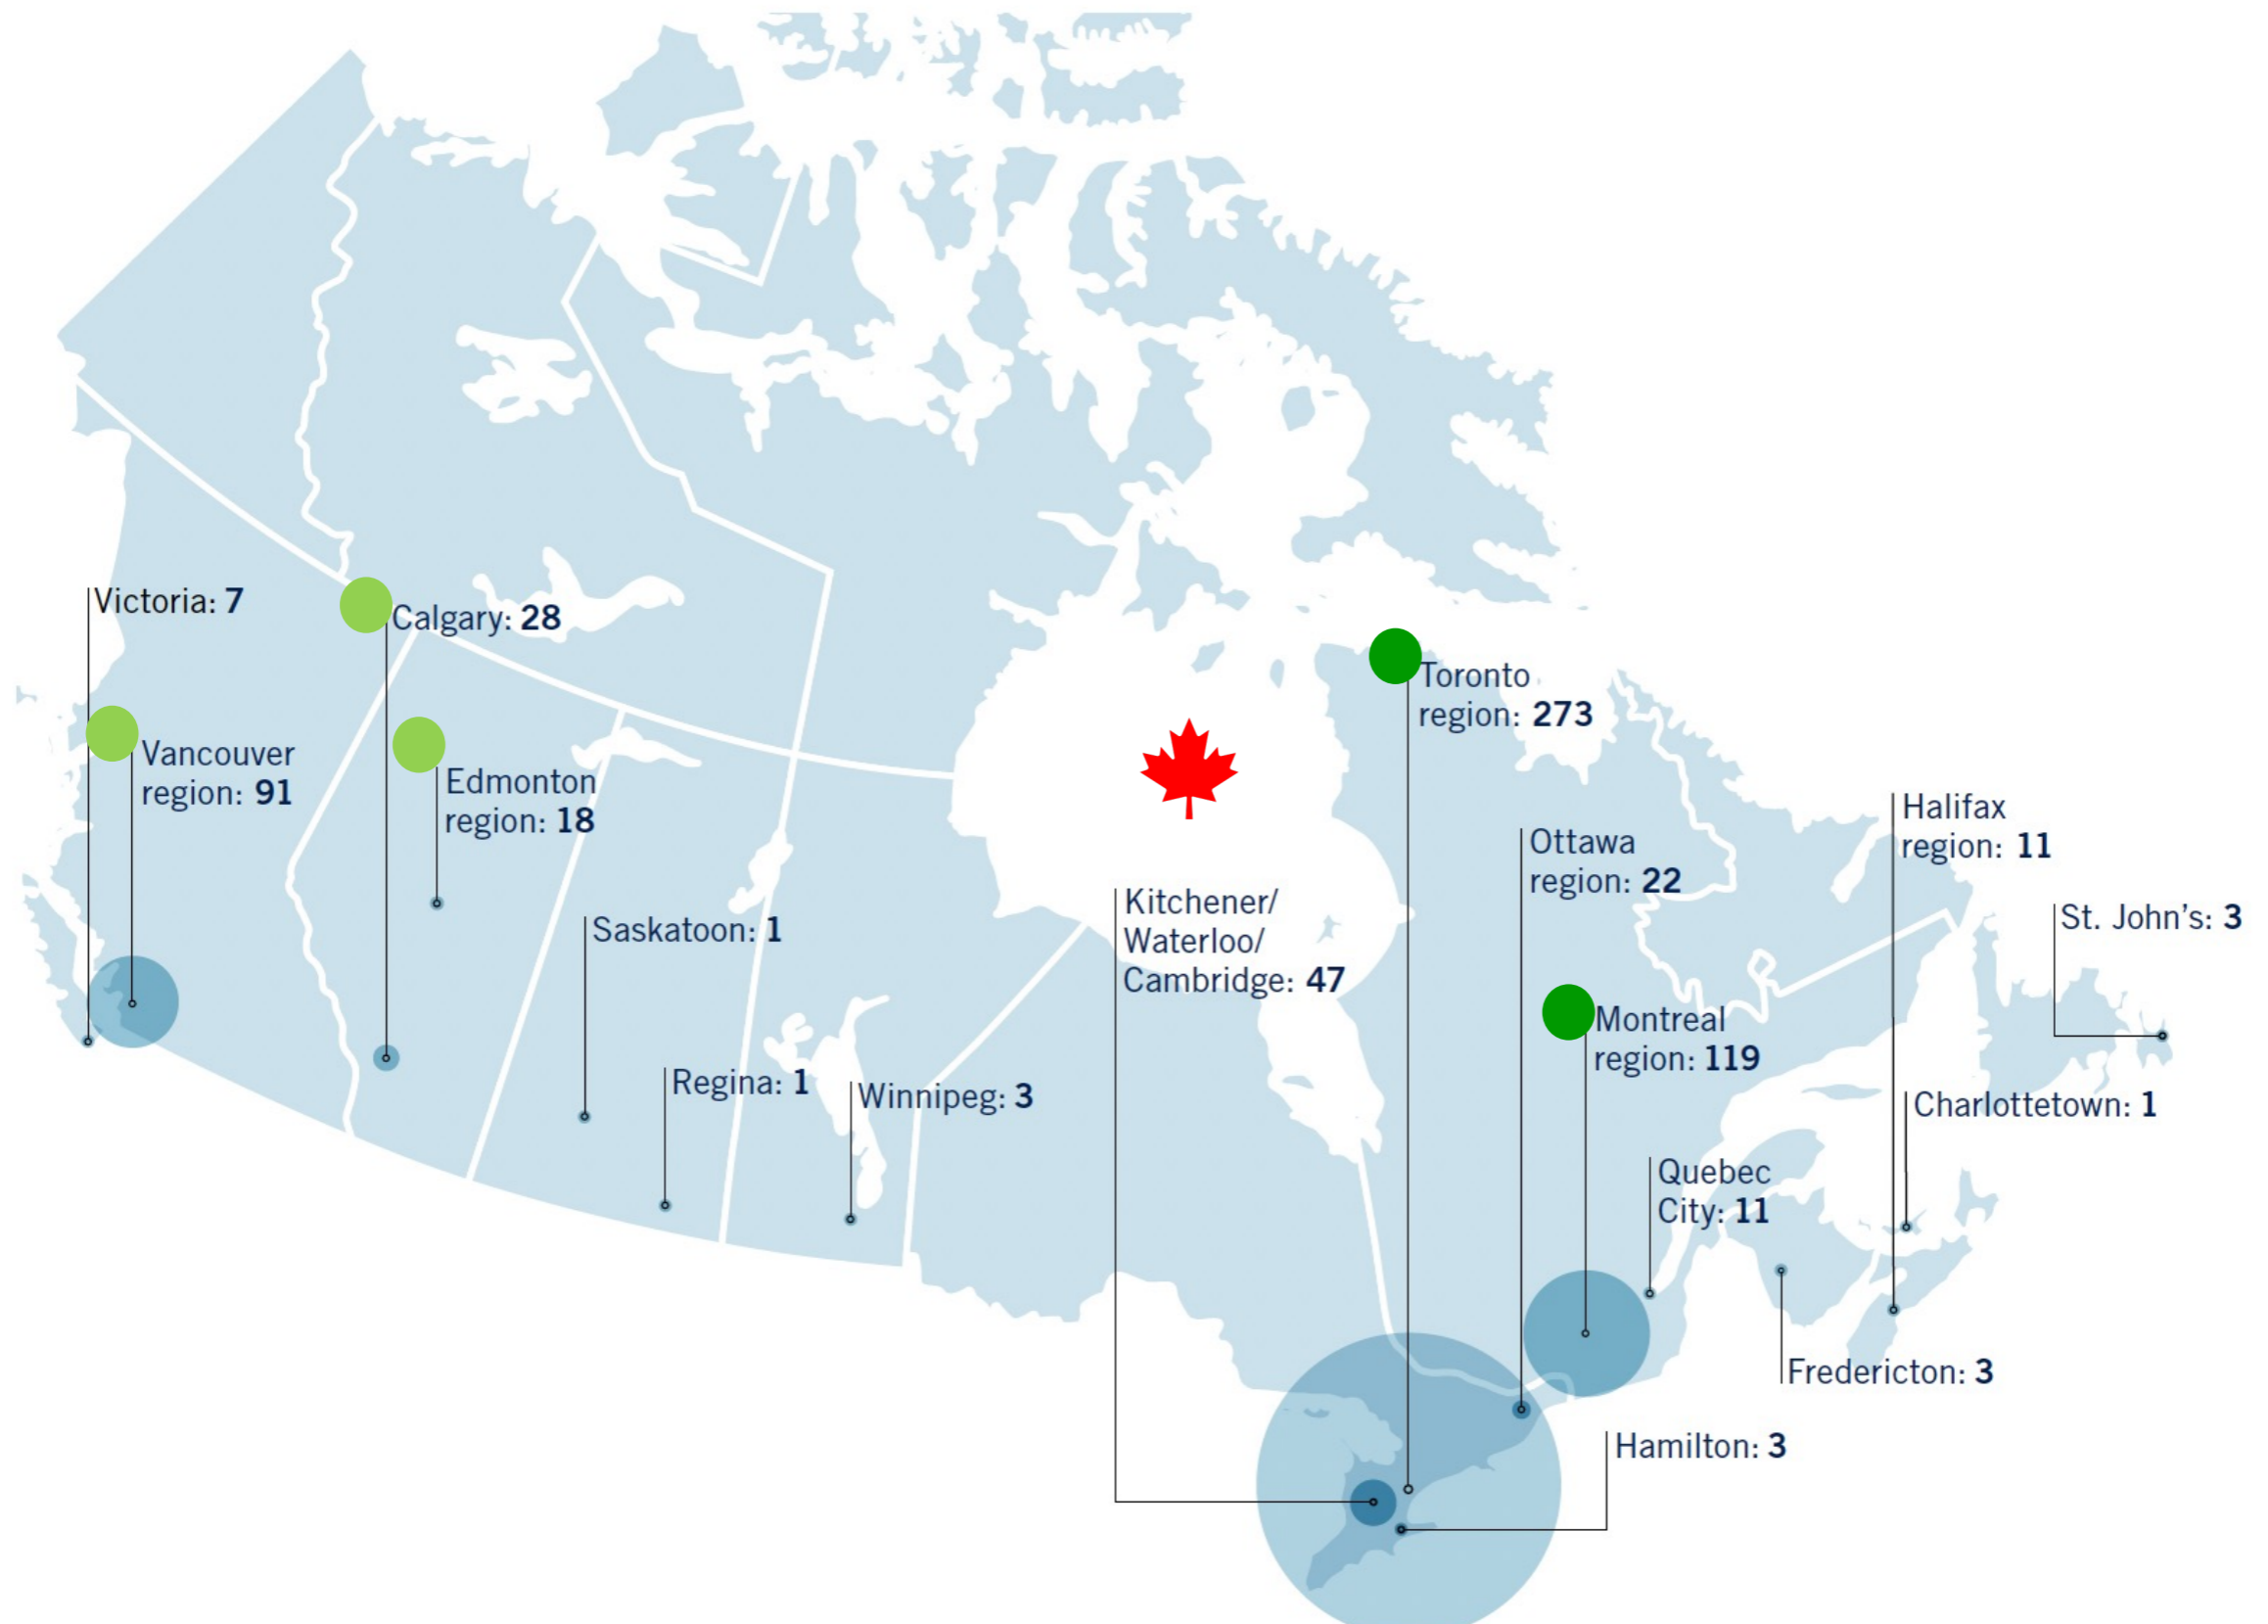 Victoria: 7
Calgary: 28
Vancouver
region: 91
Edmonton
region: 18
Saskatoon: 1
Regina: 1
Winnipeg: 3
Kitchener/
Waterloo/
Cambridge: 47
Toronto
region: 273
Ottawa
region: 22
Montreal
region: 119
Quebec
City: 11
Halifax
region: 11
St. John's: 3
Charlottetown: 1
Fredericton: 3
Hamilton: 3